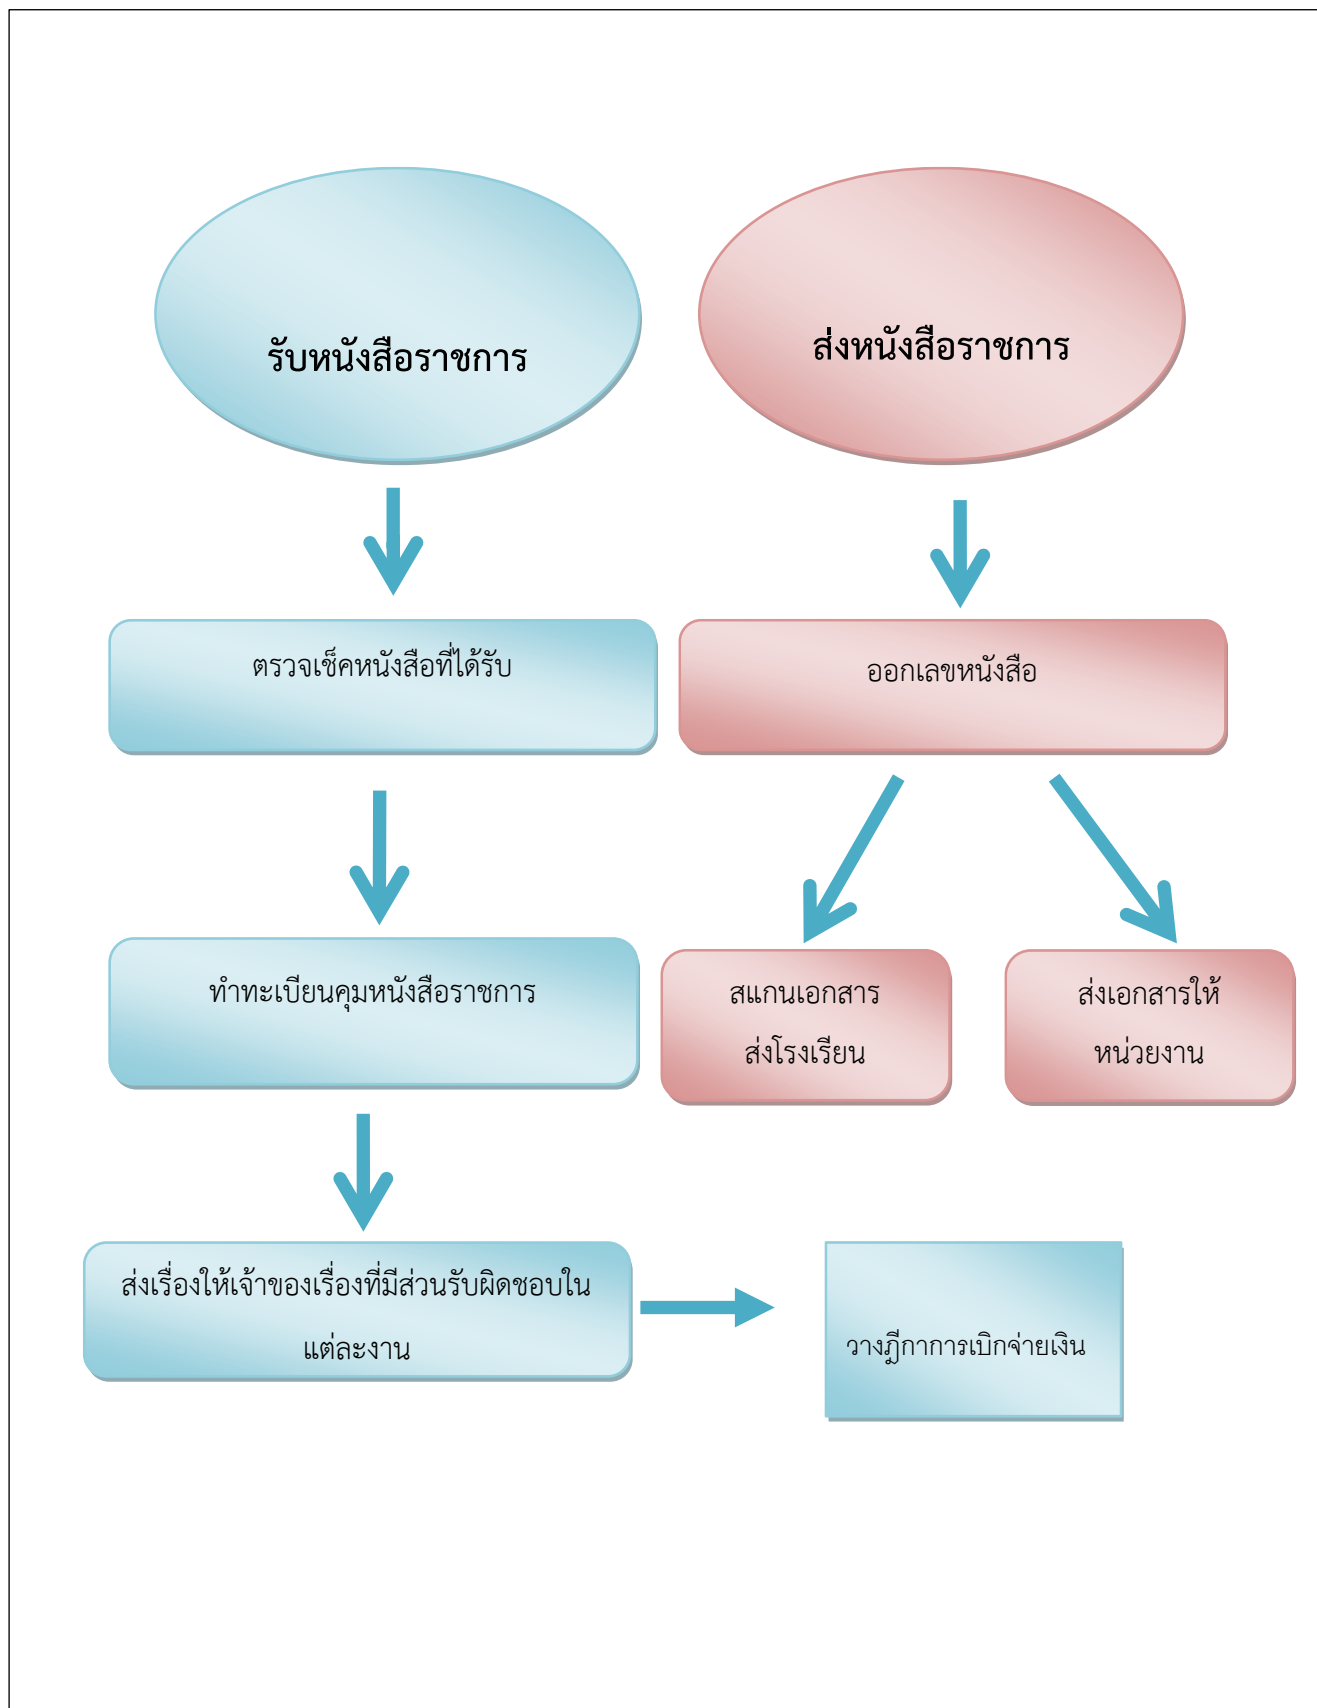 รับหนังสือราชการ
ส่งหนังสือราชการ
ตรวจเช็คหนังสือที่ได้รับ
ออกเลขหนังสือ
ทำทะเบียนคุมหนังสือราชการ
สแกนเอกสาร
ส่งโรงเรียน
ส่งเอกสารให้
หน่วยงาน
ส่งเรื่องให้เจ้าของเรื่องที่มีส่วนรับผิดชอบใน
แต่ละงาน
วางฎีกาการเบิกจ่ายเงิน